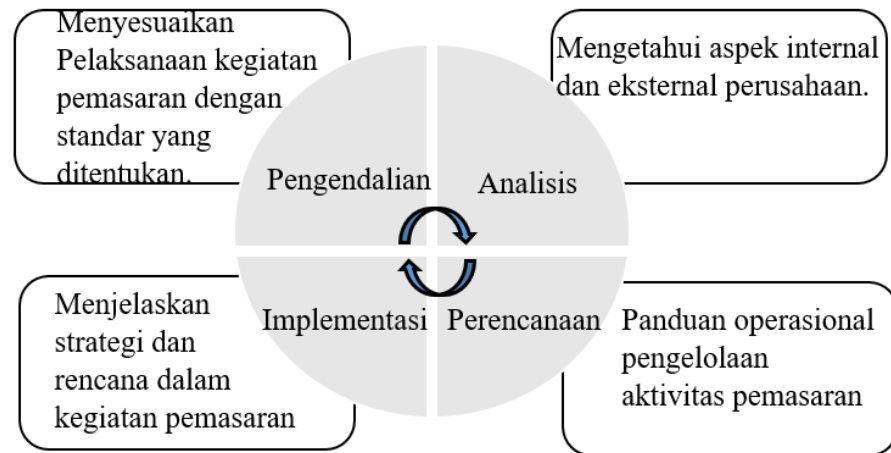 Menyesuaikan
Pelaksanaan kegiatan
pemasaran dengan
standar yang
ditentukan.
Mengetahui aspek internal
dan eksternal perusahaan.
Pengendalian
Analisis
Implementasi
Perencanaan
Menjelaskan
strategi dan
rencana dalam
kegiatan pemasaran
Panduan operasional
pengelolaan
aktivitas pemasaran